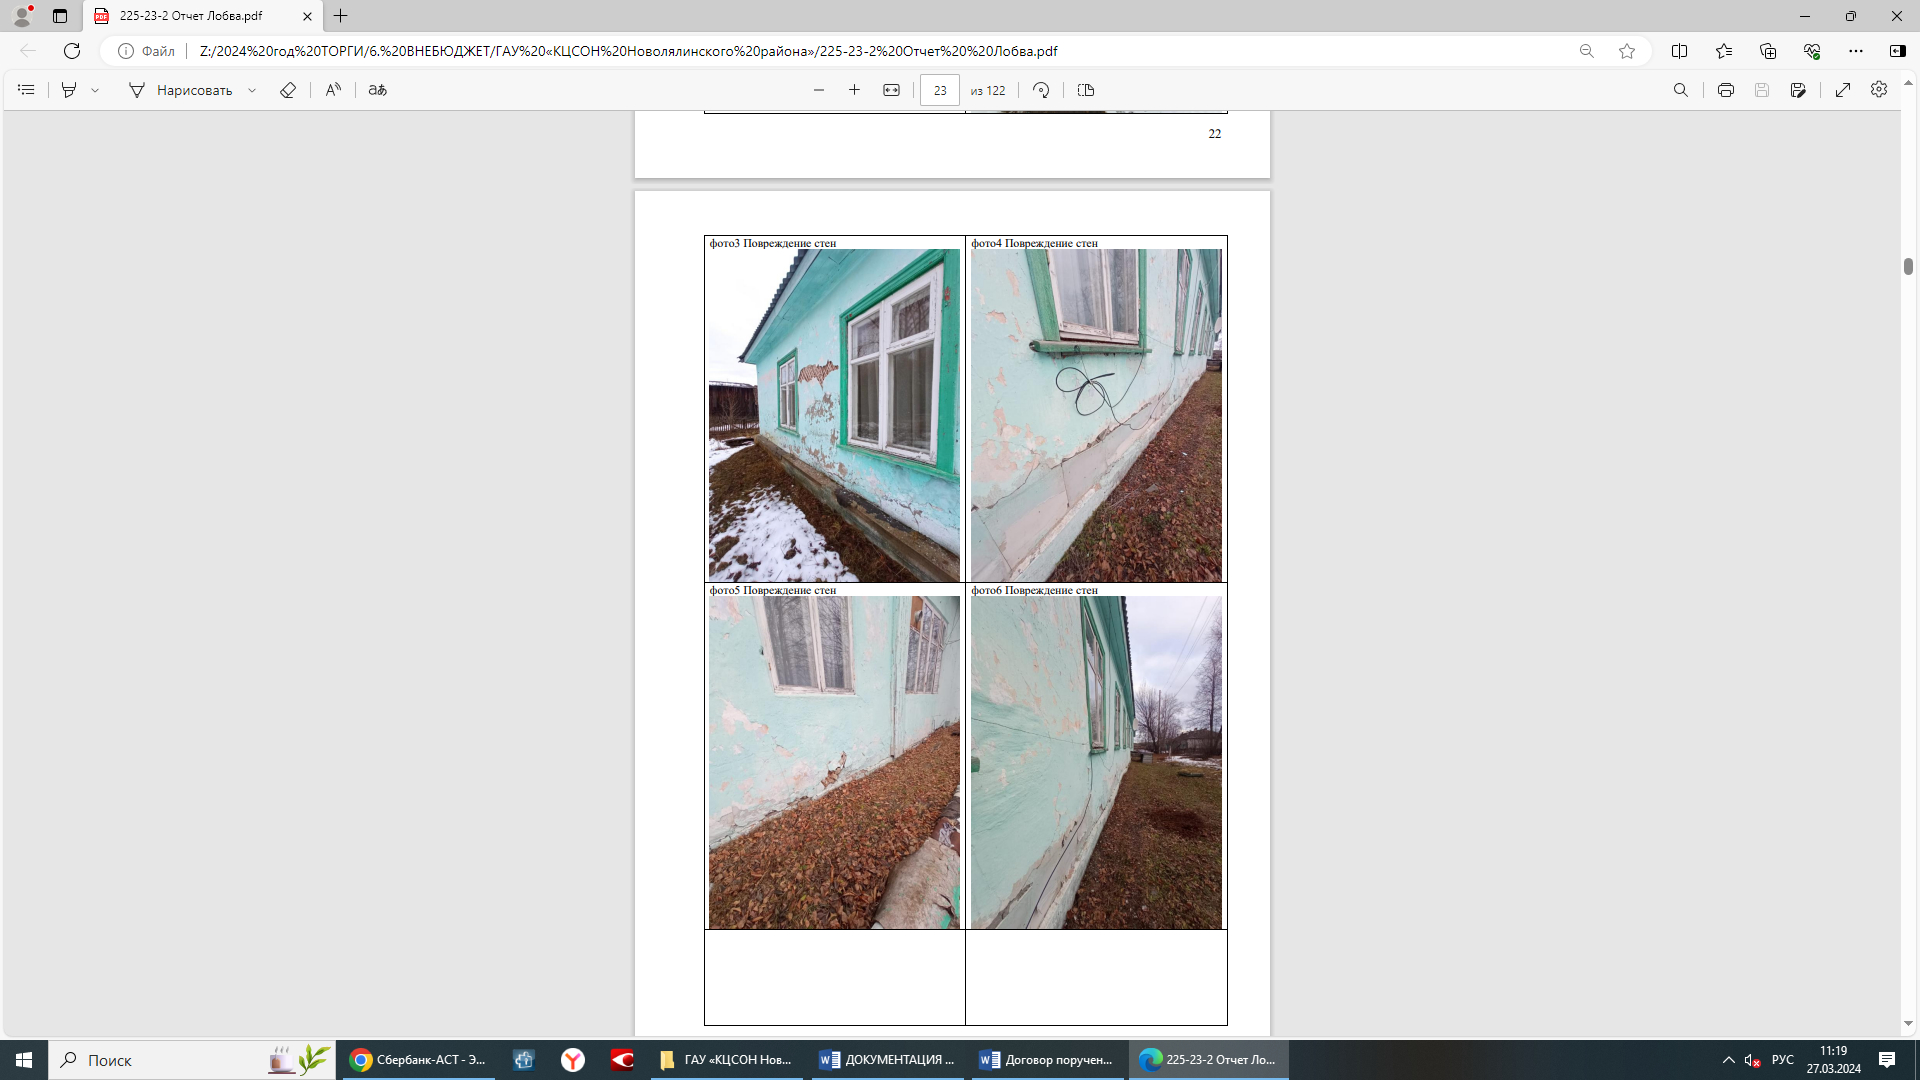 225-23-2 Отчет Лобва.pdf
Файл
Z:/2024%20год%20ТОРГИ/6.%20ВНЕБЮДЖЕТ/ГАУ%20«КЦСОН%20Новолялинского%20района»/225-23-2%20Отчет%20%20Лобва.pdf
Нарисовать
23 из 122
22
фото3 Повреждение стен
фото4 Повреждение стен
фото5 Повреждение стен
фото6 Повреждение стен
Поиск
Сбербанк-АСТ - Э...
ГАУ «КЦСОН Нов...
ДОКУМЕНТАЦИЯ ...
Договор поручен...
225-23-2 Отчет Ло...
РУС
11:19
27.03.2024